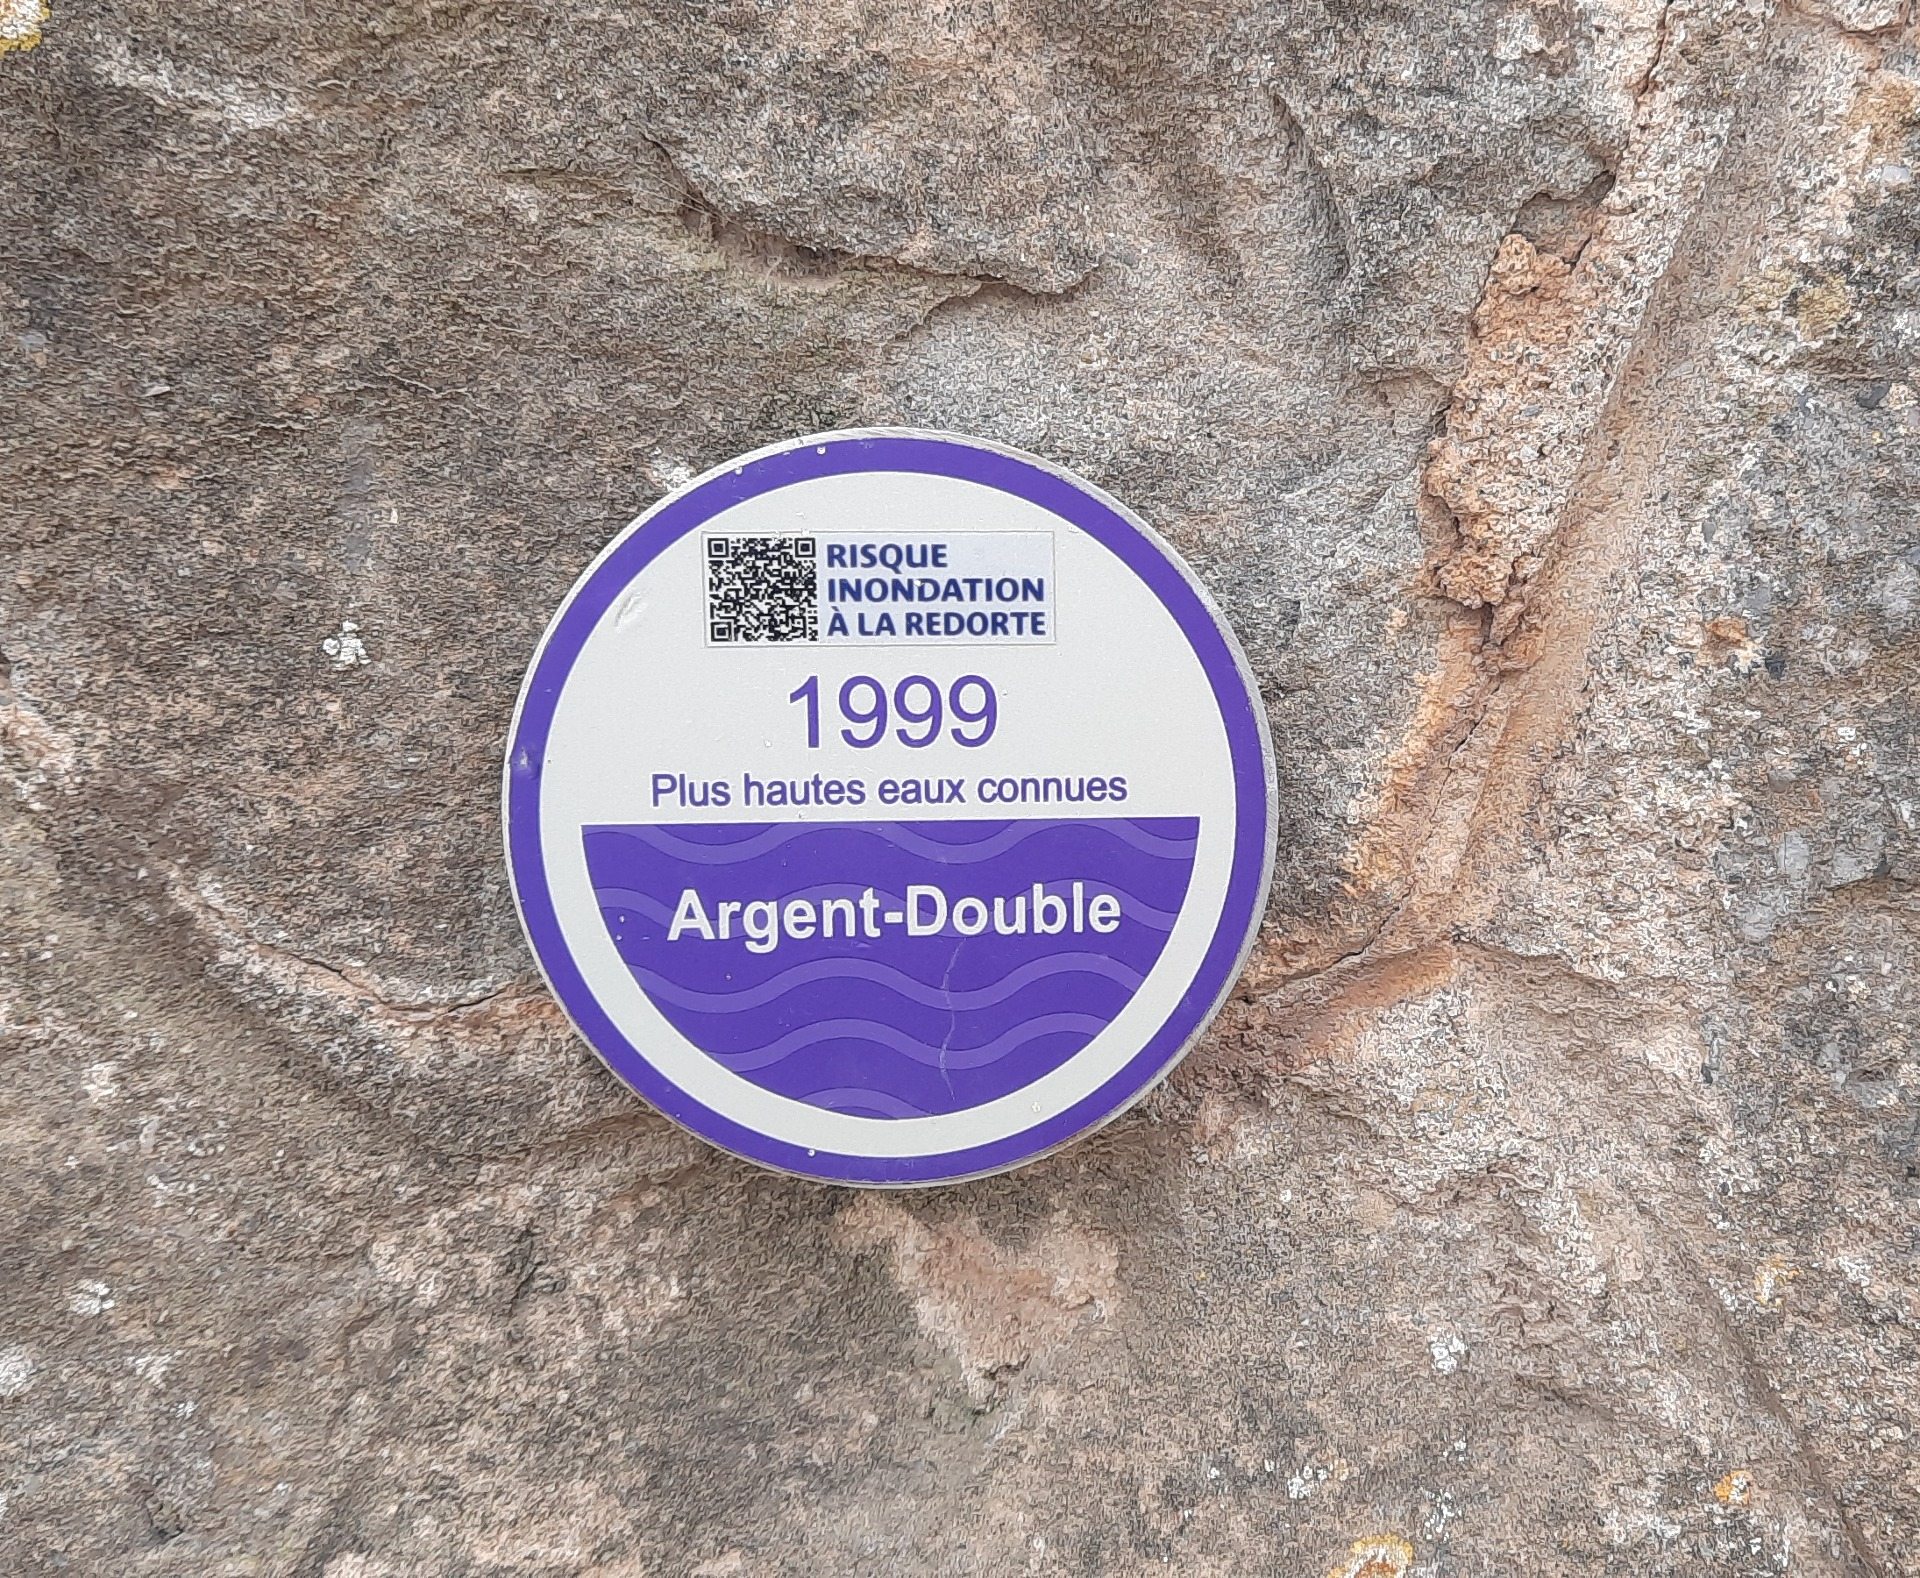 RISQUE
INONDATION
À LA REDORTE
1999
Plus hautes eaux connues
Argent-Double